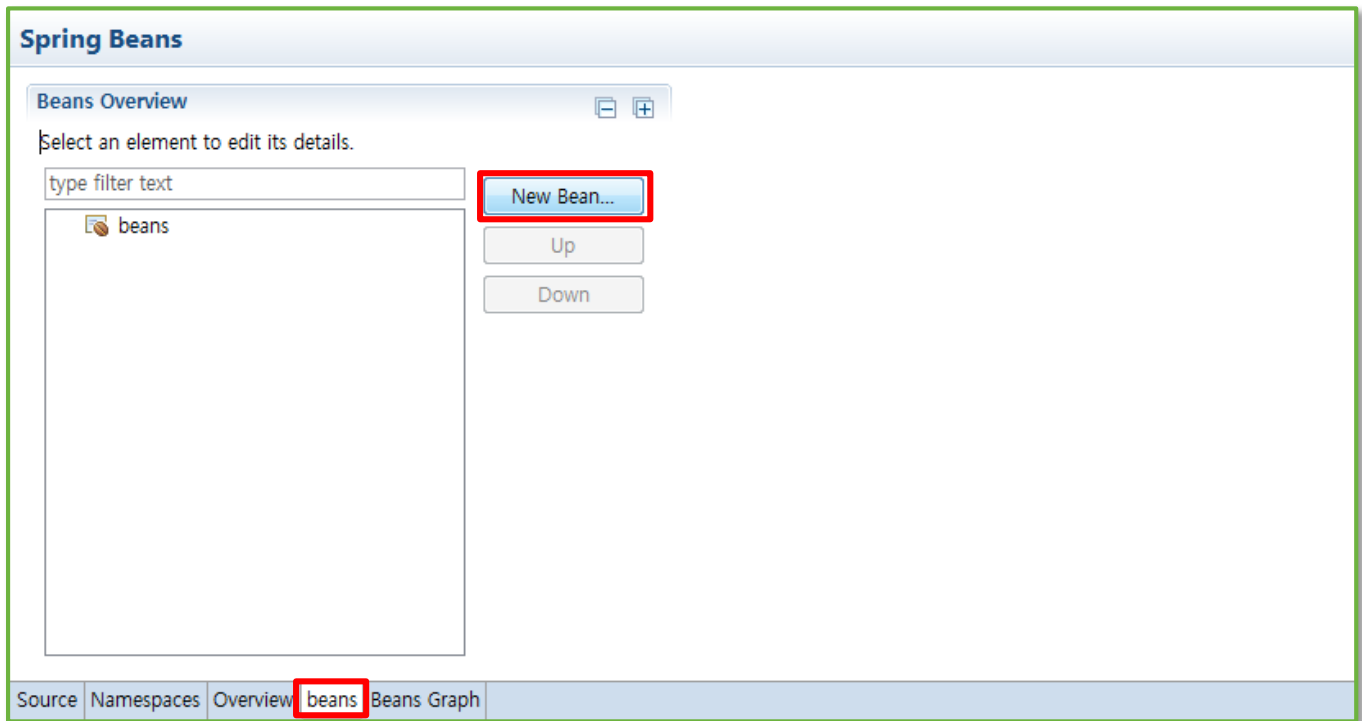 Spring Beans
Beans Overview
Select an element to edit its details.
type filter text
New Bean...
beans
Up
Down
Source Namespaces Overview beans Beans Graph